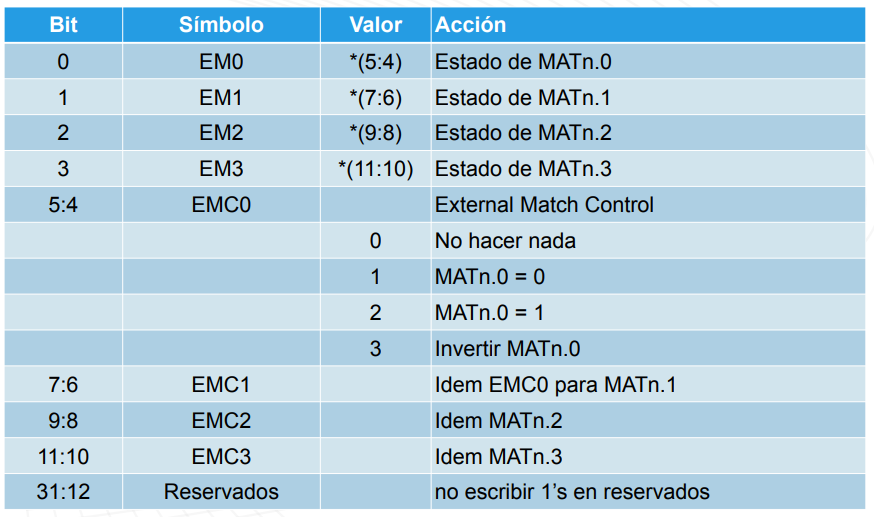 Bit Símbolo Valor Acción
0 EM0 *(5:4) Estado de MATn.0
1 EM1 *(7:6) Estado de MATn.1
2 EM2 *(9:8) Estado de MATn.2
3 EM3 *(11:10) Estado de MATn.3
5:4 EMC0 External Match Control
0 No hacer nada
1 MATn.0 = 0
2 MATn.0 = 1
3 Invertir MATn.0
7:6 EMC1 Idem EMC0 para MATn.1
9:8 EMC2 Idem MATn.2
11:10 EMC3 Idem MATn.3
31:12 Reservados no escribir 1’s en reservados